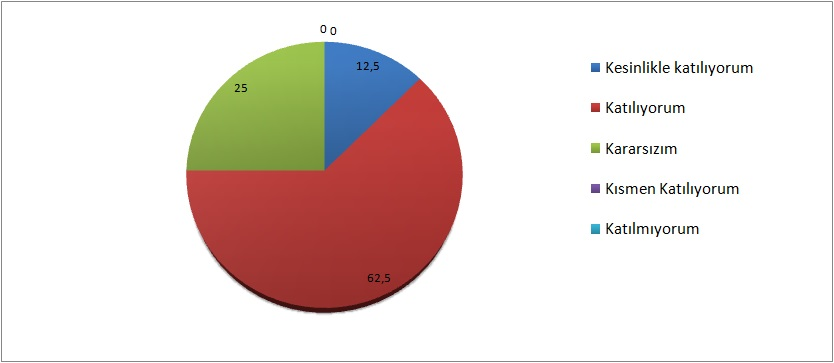 0 0
12,5
25
62,5
Kesinlikle katılıyorum
Katılıyorum
Kararsızım
Kısmen Katılıyorum
Katılmıyorum